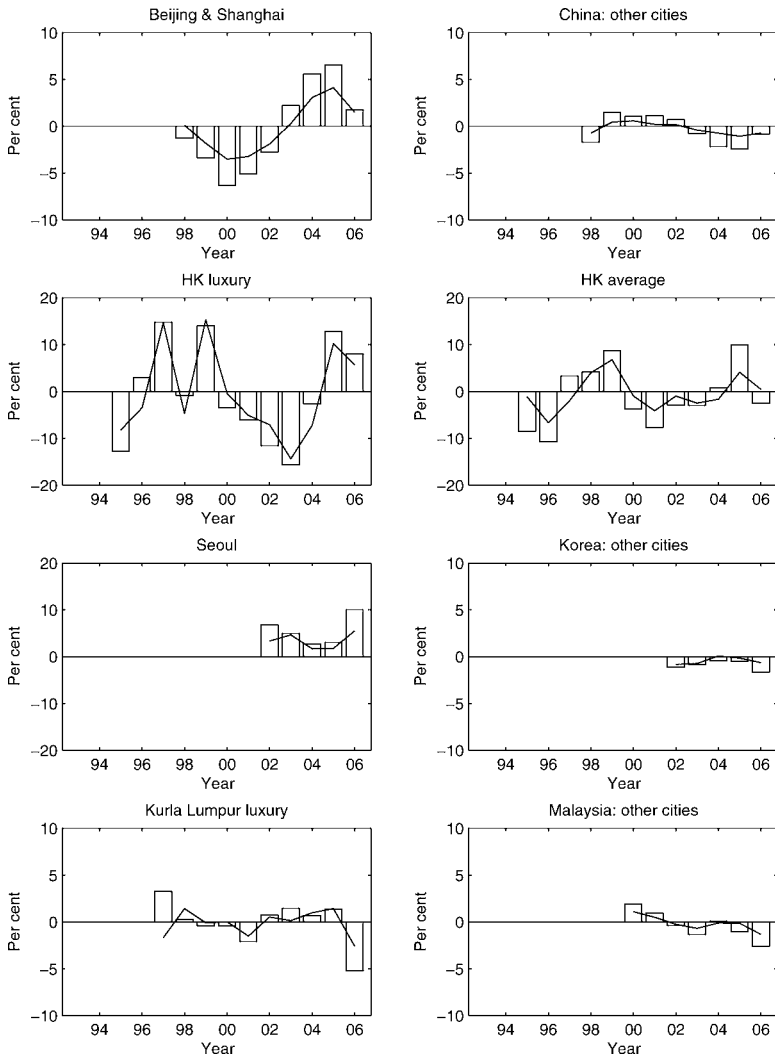 Beijing & Shanghai
10
5
0
−5
−10
Per cent
94 96 98 00 02 04 06
Year
China: other cities
10
5
0
−5
−10
Per cent
94 96 98 00 02 04 06
Year
HK luxury
20
10
0
−10
−20
Per cent
94 96 98 00 02 04 06
Year
HK average
20
10
0
−10
−20
Per cent
94 96 98 00 02 04 06
Year
Seoul
20
10
0
−10
−20
Per cent
94 96 98 00 02 04 06
Year
Korea: other cities
10
5
0
−5
−10
Per cent
94 96 98 00 02 04 06
Year
Kurla Lumpur luxury
10
5
0
−5
−10
Per cent
94 96 98 00 02 04 06
Year
Malaysia: other cities
10
5
0
−5
−10
Per cent
94 96 98 00 02 04 06
Year